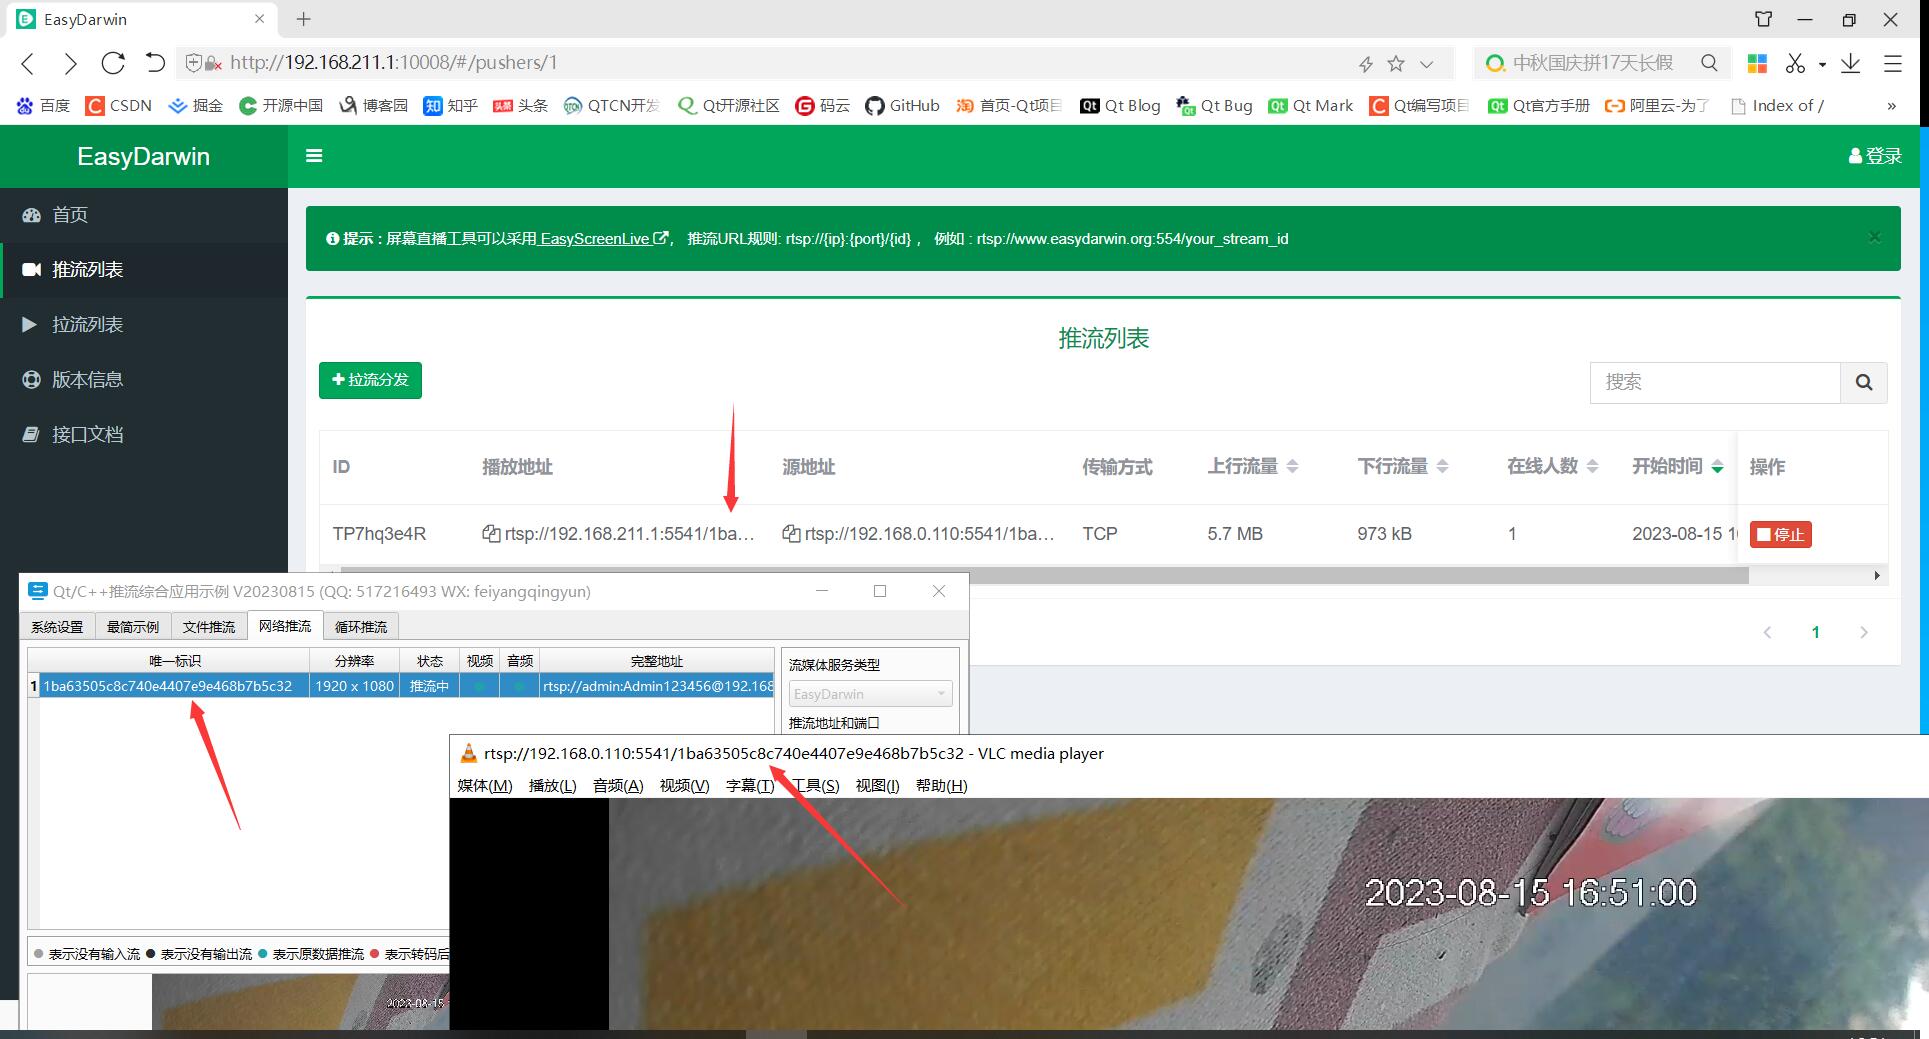 EasyDarwin
http://192.168.211.1:10008/#/pushers/1
中秋国庆拼17天长假
百度 CSDN 掘金 开源中国 博客园 知乎 头条 QTCN开发 Qt开源社区 码云 GitHub 首页-Qt项目 Qt Blog Qt Bug Qt Mark Qt编写项目 Qt官方手册 阿里云-为了 Index of / »
EasyDarwin
登录
首页
推流列表
拉流列表
版本信息
接口文档
提示 : 屏幕直播工具可以采用 EasyScreenLive , 推流URL规则: rtsp://{ip}:{port}/{id} , 例如 : rtsp://www.easydarwin.org:554/your_stream_id
推流列表
拉流分发
搜索
ID 播放地址 源地址 传输方式 上行流量 下行流量 在线人数 开始时间 操作
TP7hq3e4R rtsp://192.168.211.1:5541/1ba... rtsp://192.168.0.110:5541/1ba... TCP 5.7 MB 973 kB 1 2023-08-15 停止
1
Qt/C++推流综合应用示例 V20230815 (QQ: 517216493 WX: feiyangqingyun)
系统设置 最简示例 文件推流 网络推流 循环推流
唯一标识 分辨率 状态 视频 音频 完整地址
1 1ba63505c8c740e4407e9e468b7b5c32 1920 x 1080 推流中 rtsp://admin:Admin123456@192.168
流媒体服务类型
EasyDarwin
推流地址和端口
表示没有输入流 表示没有输出流 表示原数据推流 表示转码后
2023-08-15
rtsp://192.168.0.110:5541/1ba63505c8c740e4407e9e468b7b5c32 - VLC media player
媒体(M) 播放(L) 音频(A) 视频(V) 字幕(T) 工具(S) 视图(I) 帮助(H)
2023-08-15 16:51:00